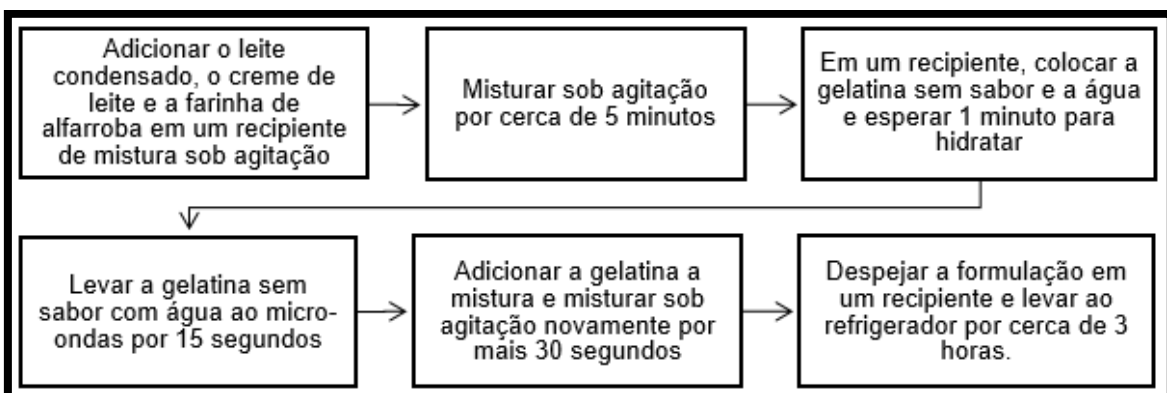 Adicionar o leite
condensado, o creme de
leite e a farinha de
alfarroba em um recipiente
de mistura sob agitação
Misturar sob agitação
por cerca de 5 minutos
Em um recipiente, colocar a
gelatina sem sabor e a água
e esperar 1 minuto para
hidratar
Levar a gelatina sem
sabor com água ao micro-
ondas por 15 segundos
Adicionar a gelatina a
mistura e misturar sob
agitação novamente por
mais 30 segundos
Despejar a formulação em
um recipiente e levar ao
refrigerador por cerca de 3
horas.